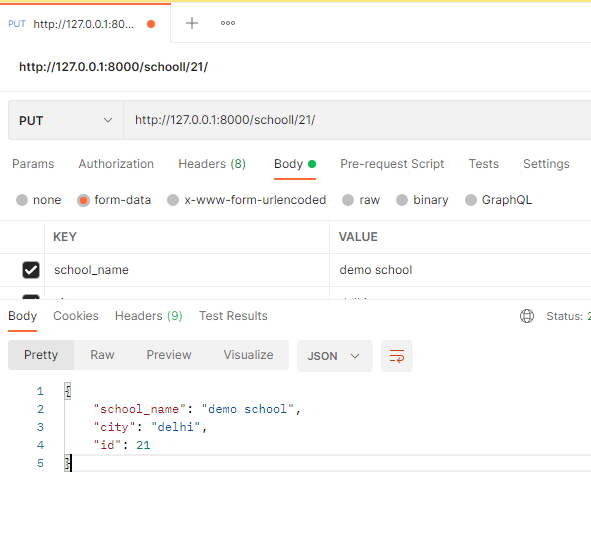 PUT http://127.0.0.1:80...
http://127.0.0.1:8000/schooll/21/
PUT http://127.0.0.1:8000/schooll/21/
Params Authorization Headers (8) Body Pre-request Script Tests Settings
none form-data x-www-form-urlencoded raw binary GraphQL
KEY VALUE
school_name demo school
Body Cookies Headers (9) Test Results Status: 2
Pretty Raw Preview Visualize JSON
1 {
2 "school_name": "demo school",
3 "city": "delhi",
4 "id": 21
5 }